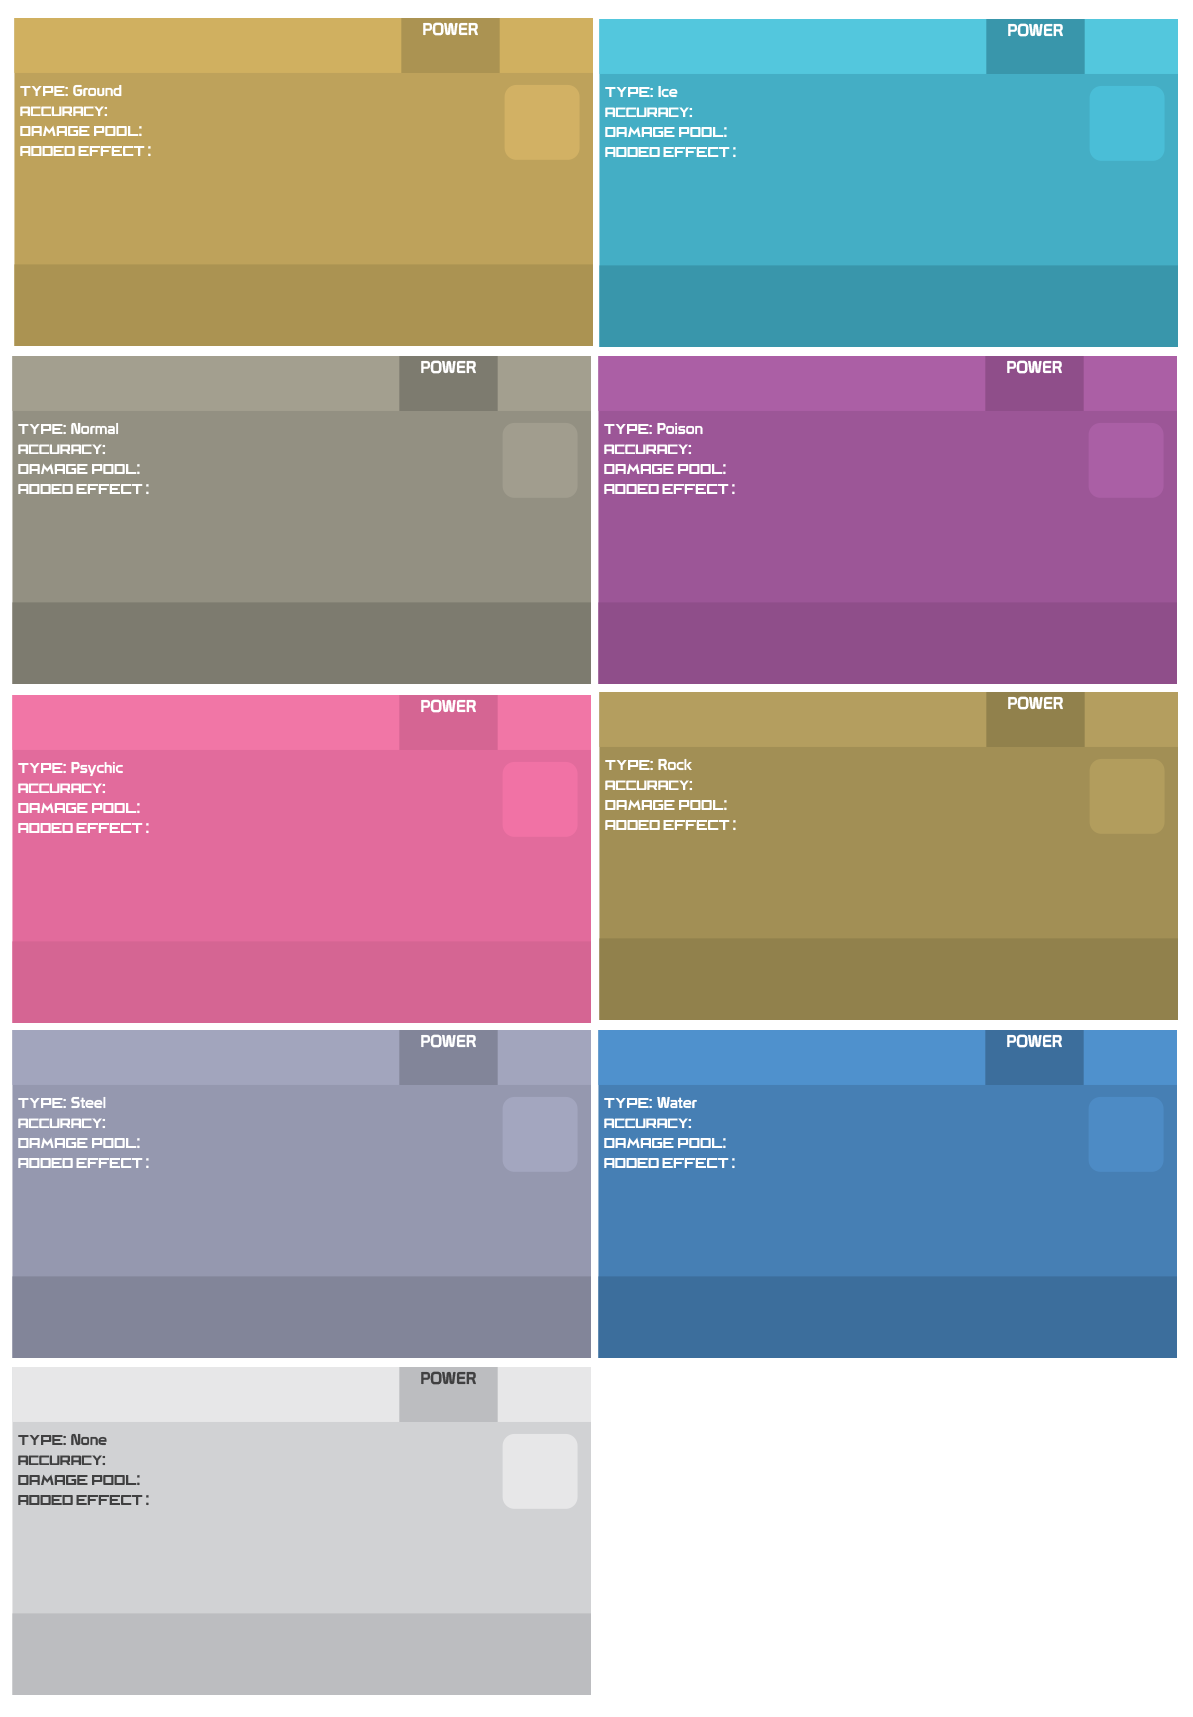 POWER
TYPE: Ground
ACCURACY:
DAMAGE POOL:
ADDED EFFECT:
POWER
TYPE: Ice
ACCURACY:
DAMAGE POOL:
ADDED EFFECT:
POWER
TYPE: Normal
ACCURACY:
DAMAGE POOL:
ADDED EFFECT:
POWER
TYPE: Poison
ACCURACY:
DAMAGE POOL:
ADDED EFFECT:
POWER
TYPE: Psychic
ACCURACY:
DAMAGE POOL:
ADDED EFFECT:
POWER
TYPE: Rock
ACCURACY:
DAMAGE POOL:
ADDED EFFECT:
POWER
TYPE: Steel
ACCURACY:
DAMAGE POOL:
ADDED EFFECT:
POWER
TYPE: Water
ACCURACY:
DAMAGE POOL:
ADDED EFFECT:
POWER
TYPE: None
ACCURACY:
DAMAGE POOL:
ADDED EFFECT: